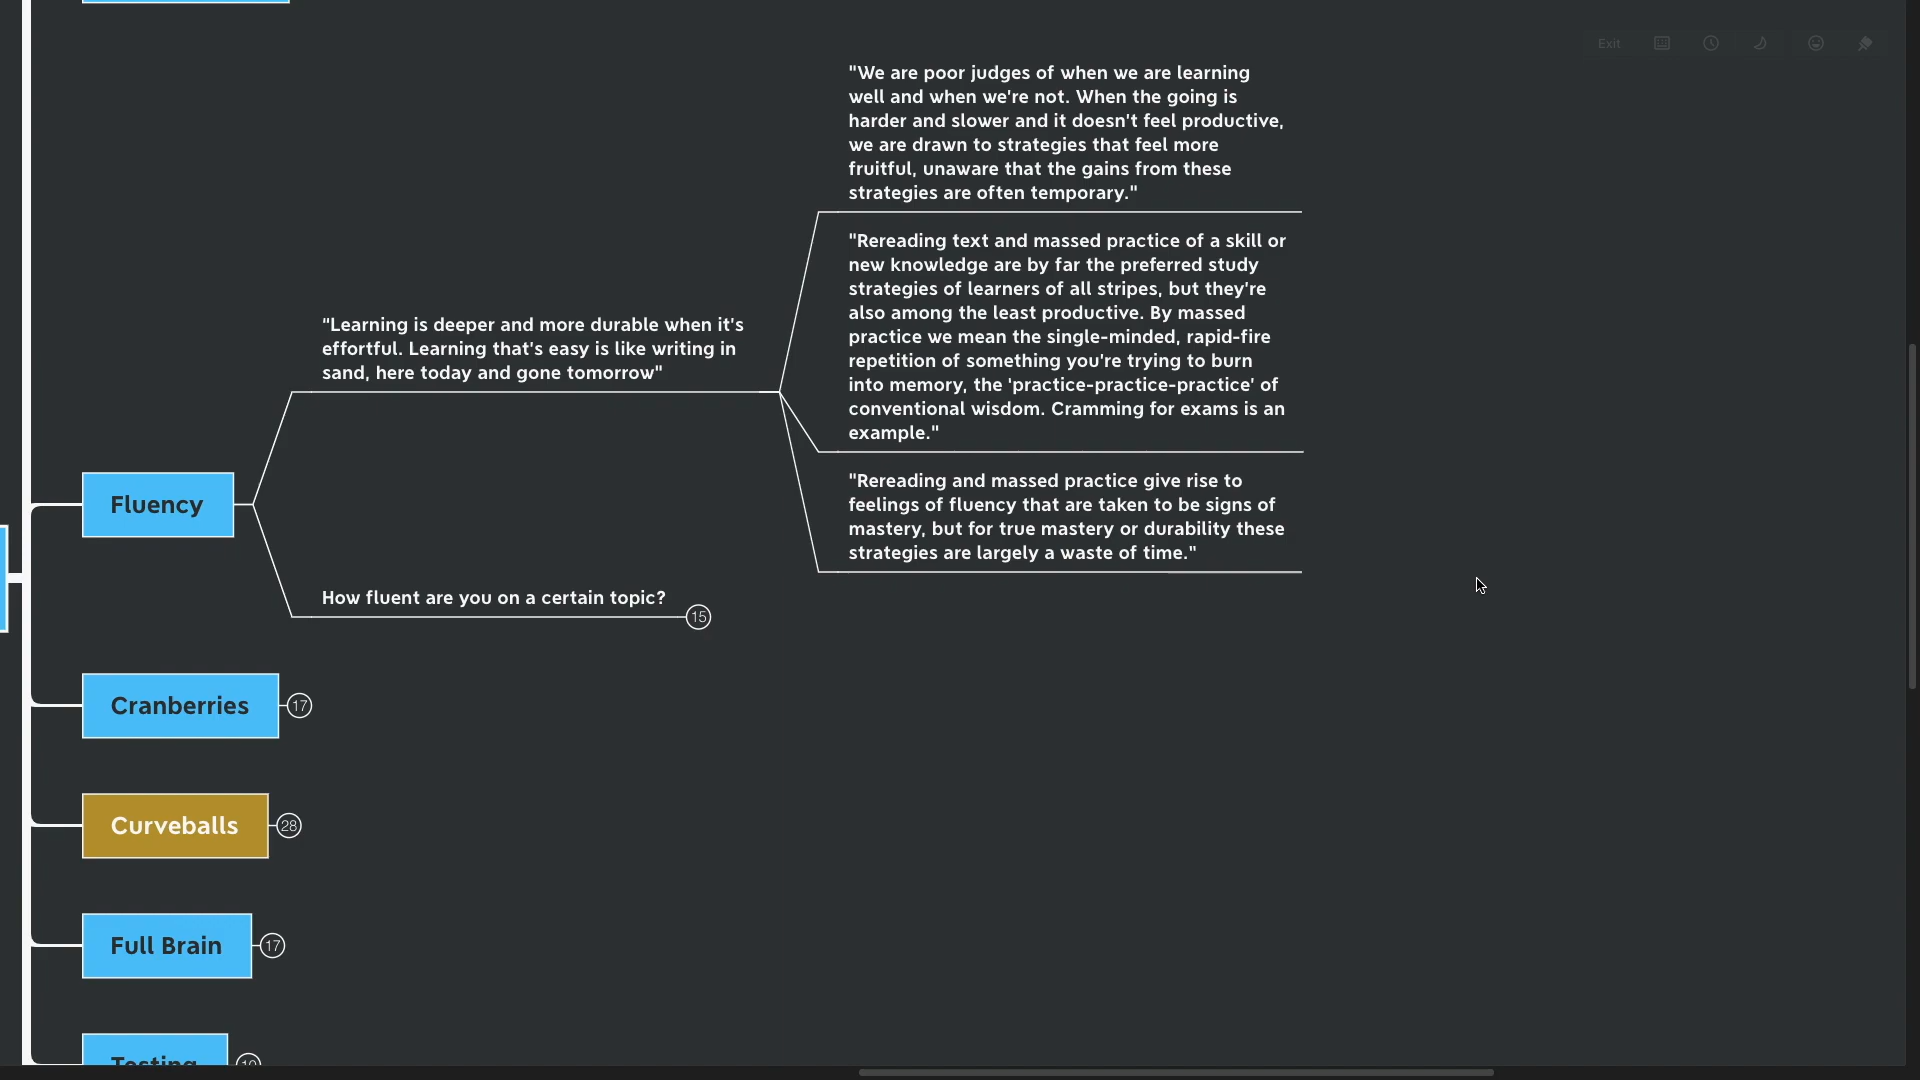 Exit
"We are poor judges of when we are learning
well and when we're not. When the going is
harder and slower and it doesn't feel productive,
we are drawn to strategies that feel more
fruitful, unaware that the gains from these
strategies are often temporary."
"Rereading text and massed practice of a skill or
new knowledge are by far the preferred study
strategies of learners of all stripes, but they're
also among the least productive. By massed
practice we mean the single-minded, rapid-fire
repetition of something you're trying to burn
into memory, the 'practice-practice-practice' of
conventional wisdom. Cramming for exams is an
example."
"Learning is deeper and more durable when it's
effortful. Learning that's easy is like writing in
sand, here today and gone tomorrow"
"Rereading and massed practice give rise to
feelings of fluency that are taken to be signs of
mastery, but for true mastery or durability these
strategies are largely a waste of time."
Fluency
How fluent are you on a certain topic?
15
Cranberries
17
Curveballs
28
Full Brain
17
Testing